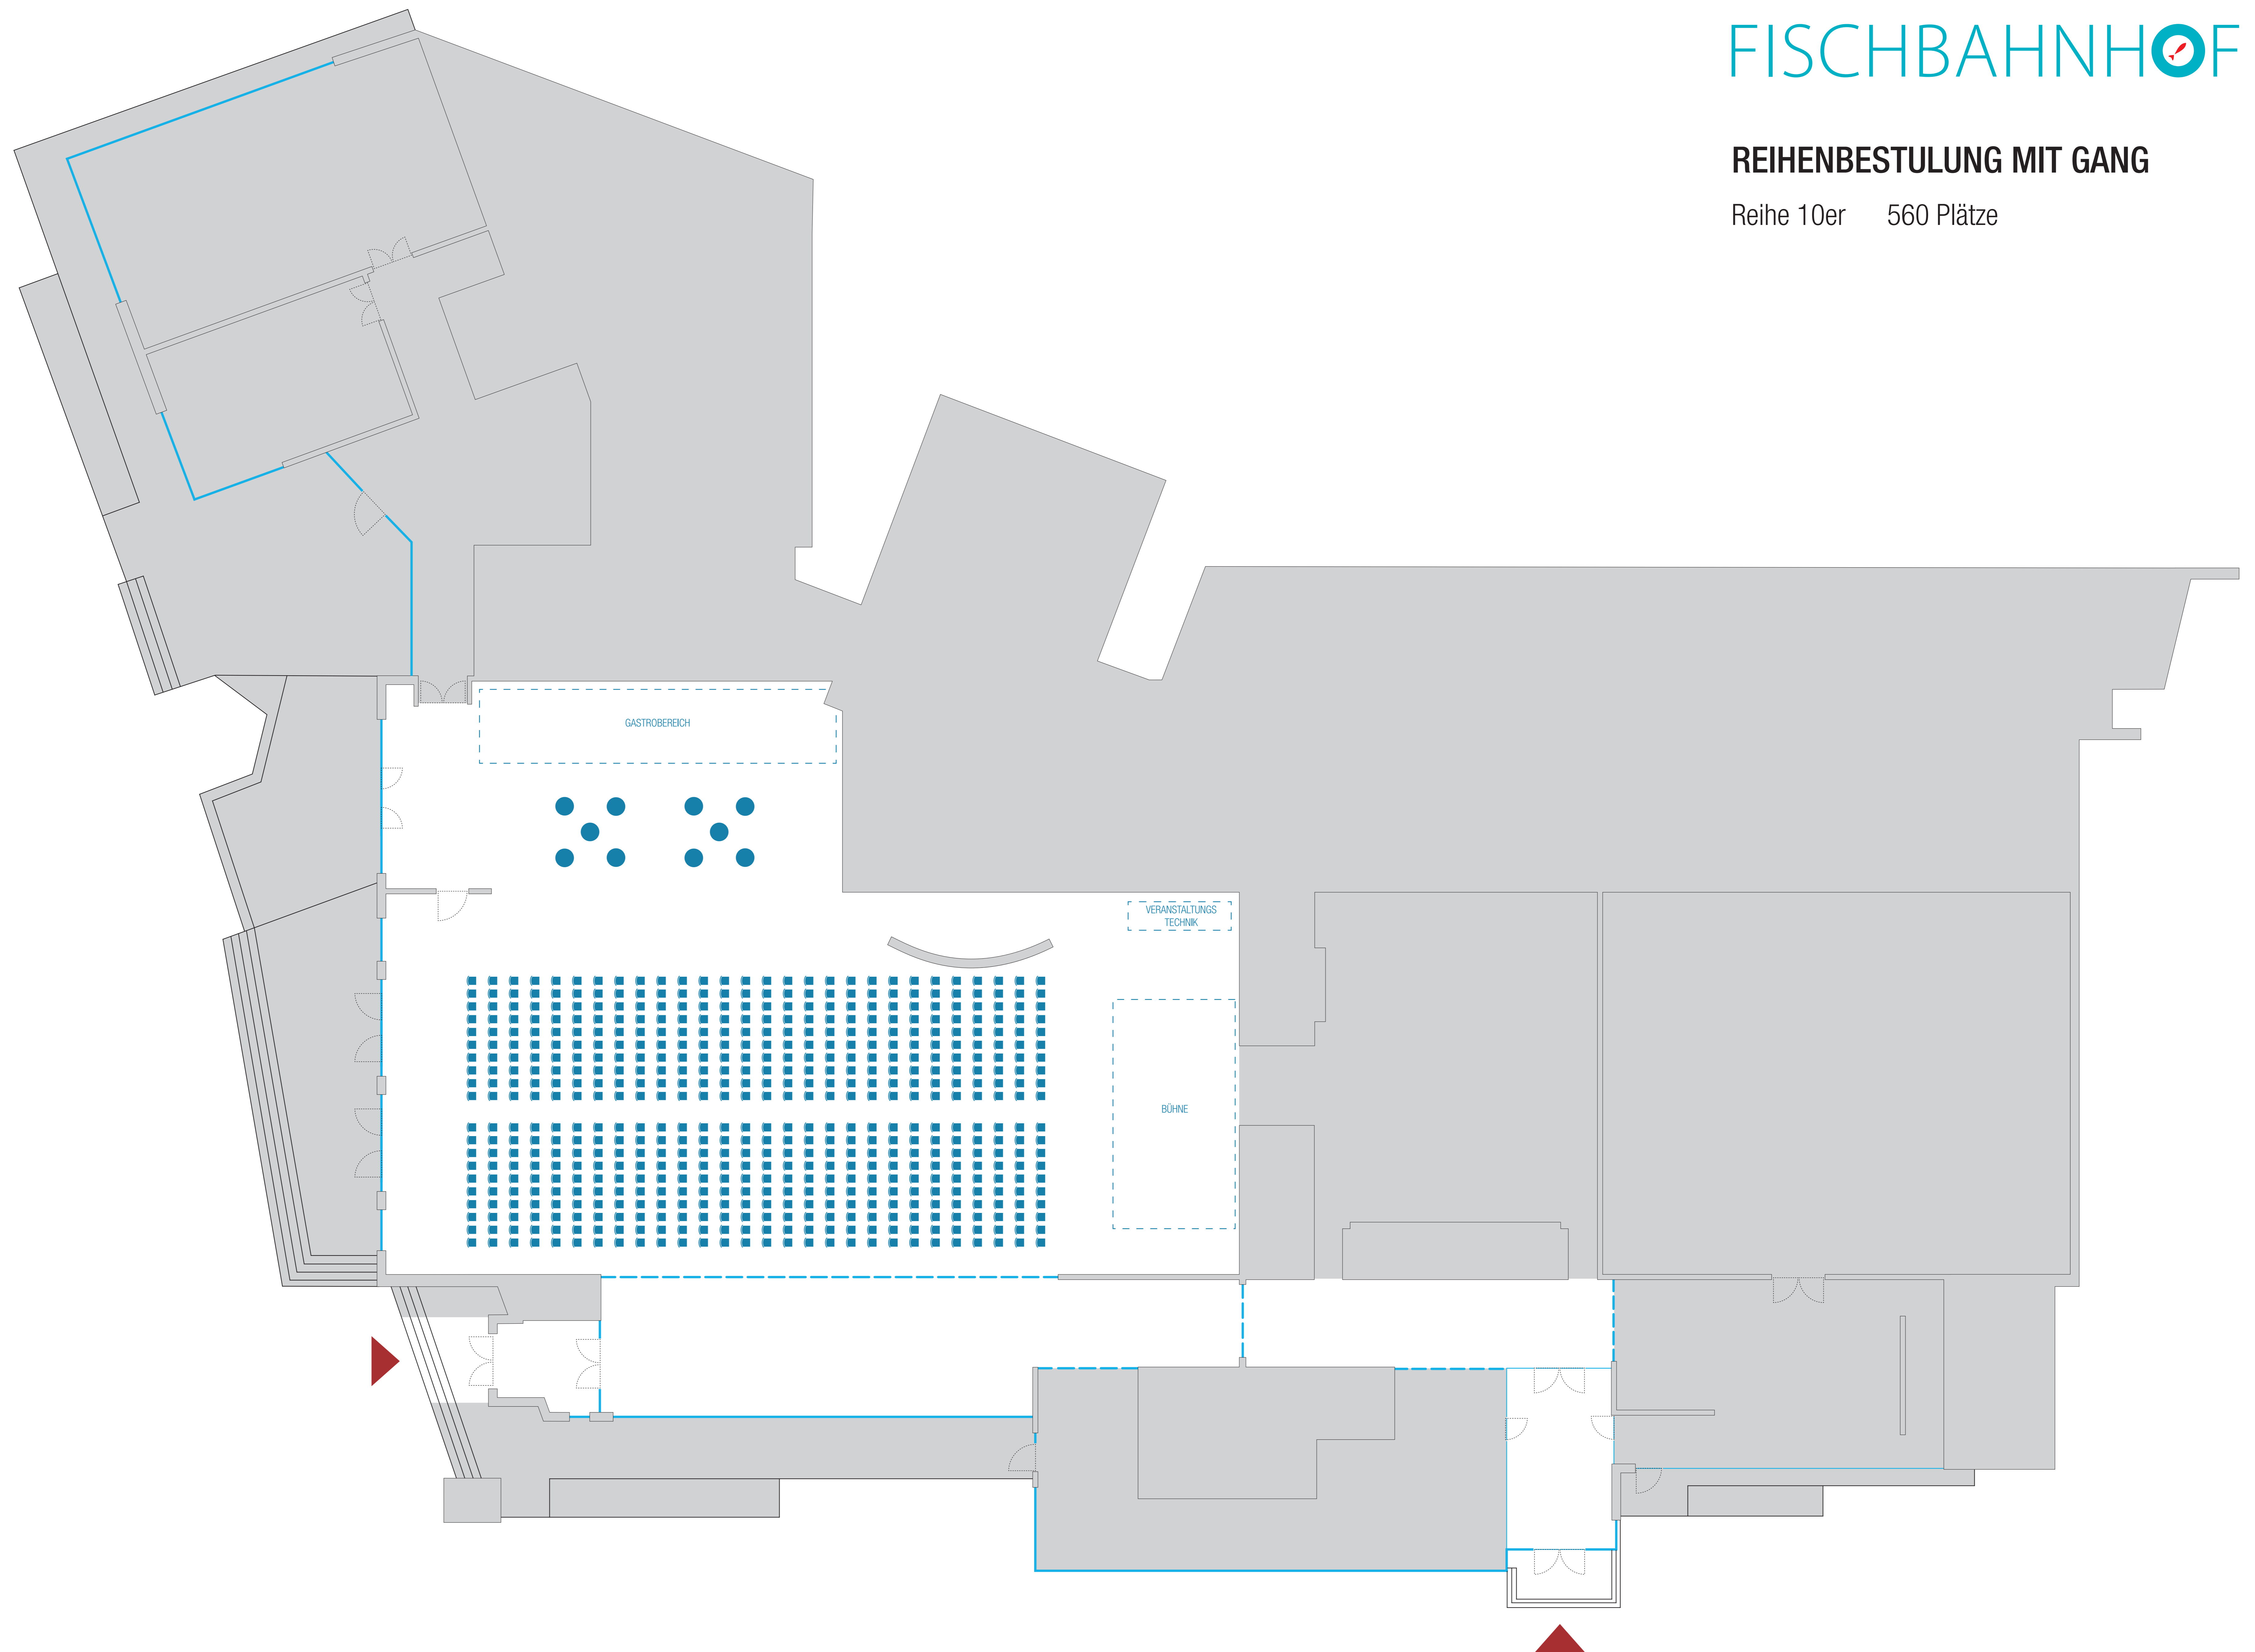 FISCHBAHNHOF
REIHENBESTULUNG MIT GANG
Reihe 10er 560 Plätze
GASTROBEREICH
VERANSTALTUNGS
TECHNIK
BÜHNE